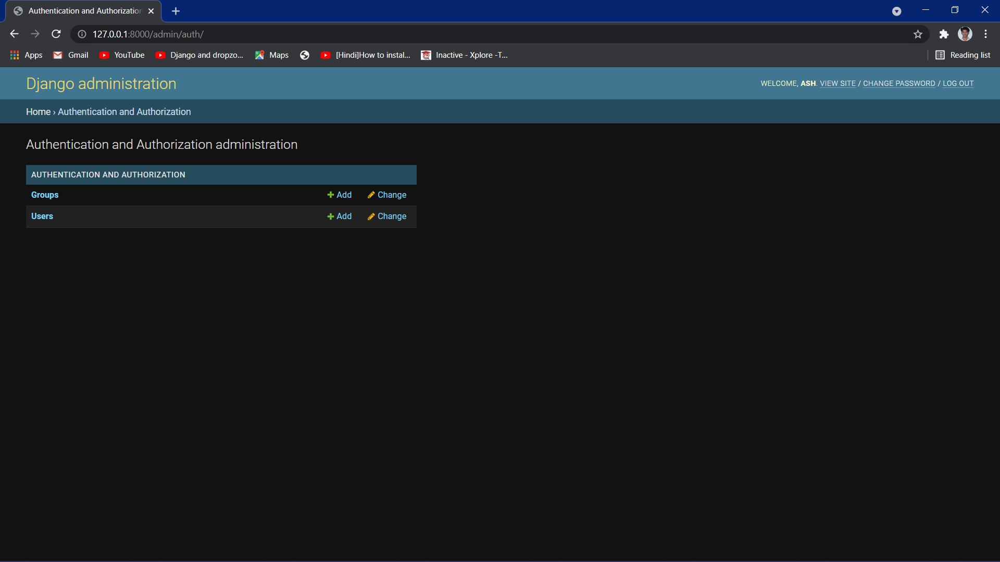 Authentication and Authorization
127.0.0.1:8000/admin/auth/
Apps Gmail YouTube Django and dropzo... Maps [Hindi]How to instal... Inactive - Xplore -T... Reading list
Django administration
WELCOME, ASH. VIEW SITE / CHANGE PASSWORD / LOG OUT
Home › Authentication and Authorization
Authentication and Authorization administration
AUTHENTICATION AND AUTHORIZATION
Groups Add Change
Users Add Change